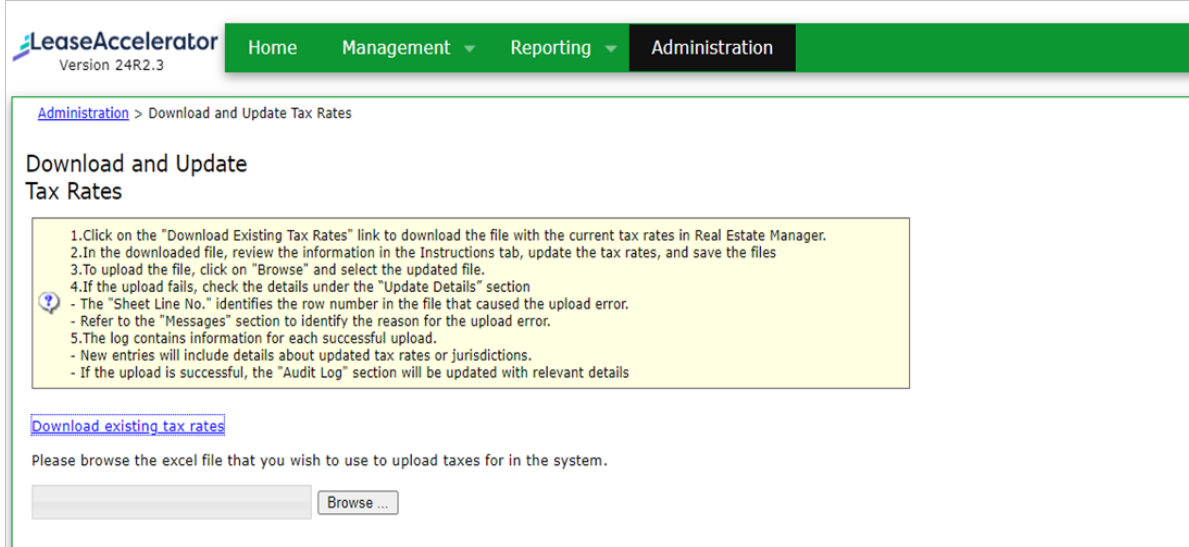 LeaseAccelerator
Version 24R2.3
Home Management Reporting Administration
Administration > Download and Update Tax Rates
Download and Update
Tax Rates
1.Click on the "Download Existing Tax Rates" link to download the file with the current tax rates in Real Estate Manager.
2.In the downloaded file, review the information in the Instructions tab, update the tax rates, and save the files
3.To upload the file, click on "Browse" and select the updated file.
4.If the upload fails, check the details under the “Update Details” section
- The "Sheet Line No." identifies the row number in the file that caused the upload error.
- Refer to the "Messages" section to identify the reason for the upload error.
5.The log contains information for each successful upload.
- New entries will include details about updated tax rates or jurisdictions.
- If the upload is successful, the "Audit Log" section will be updated with relevant details
Download existing tax rates
Please browse the excel file that you wish to use to upload taxes for in the system.
Browse ...